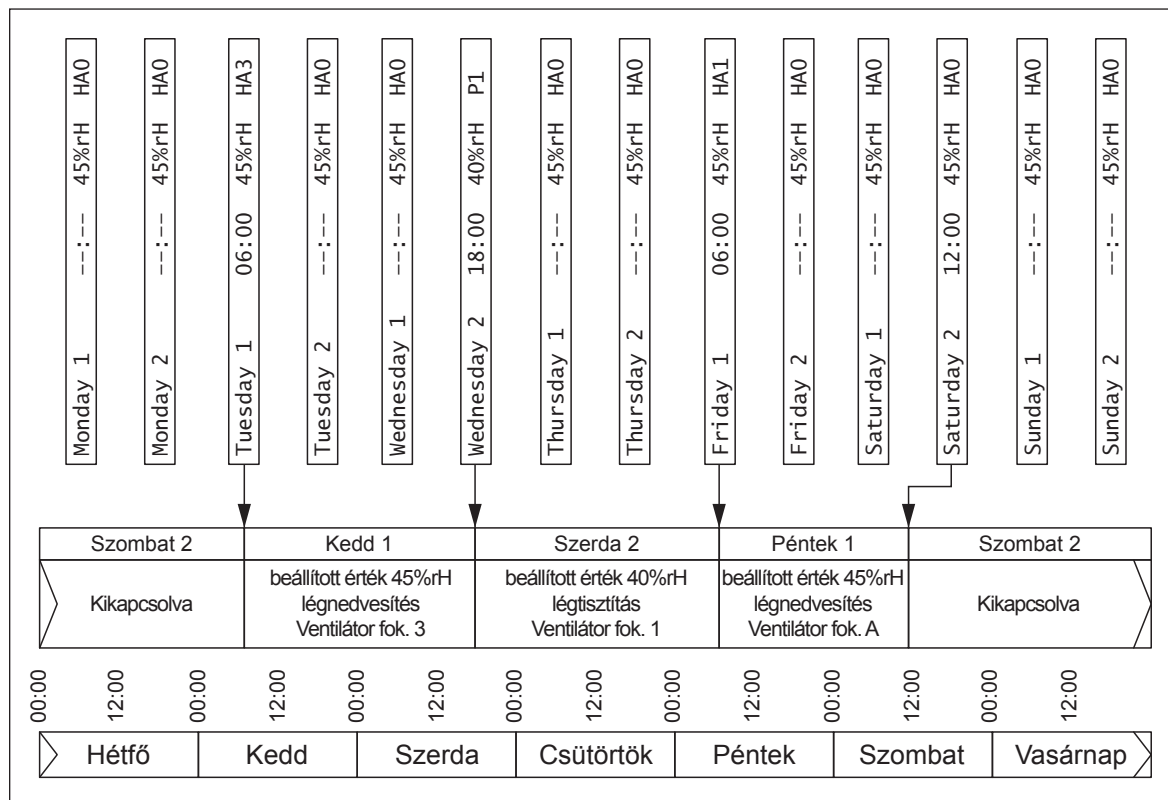 Monday 1 --:-- 45%rH HA0
Monday 2 --:-- 45%rH HA0
Tuesday 1 06:00 45%rH HA3
Tuesday 2 --:-- 45%rH HA0
Wednesday 1 --:-- 45%rH HA0
Wednesday 2 18:00 40%rH P1
Thursday 1 --:-- 45%rH HA0
Thursday 2 --:-- 45%rH HA0
Friday 1 06:00 45%rH HA1
Friday 2 --:-- 45%rH HA0
Saturday 1 --:-- 45%rH HA0
Saturday 2 12:00 45%rH HA0
Sunday 1 --:-- 45%rH HA0
Sunday 2 --:-- 45%rH HA0
Szombat 2
Kedd 1
Szerda 2
Péntek 1
Szombat 2
Kikapcsolva
beállított érték 45%rH
légnedvesítés
Ventilátor fok. 3
beállított érték 40%rH
légtisztítás
Ventilátor fok. 1
beállított érték 45%rH
légnedvesítés
Ventilátor fok. A
Kikapcsolva
00:00
12:00
00:00
12:00
00:00
12:00
00:00
12:00
00:00
12:00
00:00
12:00
00:00
12:00
Hétfő
Kedd
Szerda
Csütörtök
Péntek
Szombat
Vasárnap